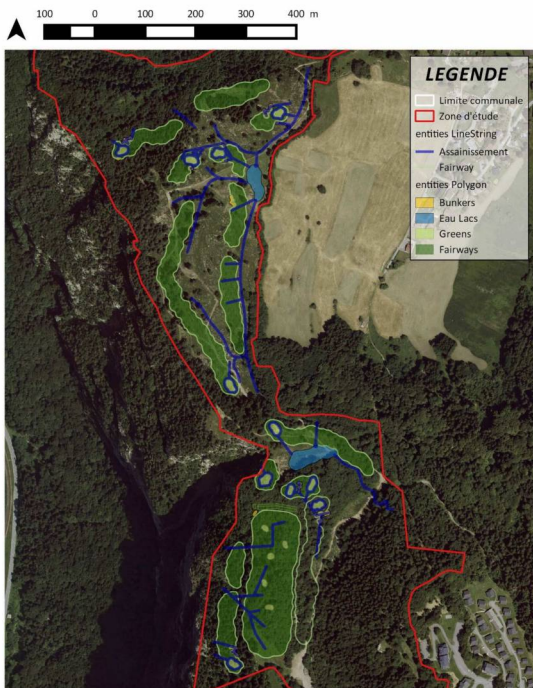 100 0 100 200 300 400 m
LEGENDE
Limite communale
Zone d'étude
entities LineString
Assainissement
Fairway
entities Polygon
Bunkers
Eau Lacs
Greens
Fairways